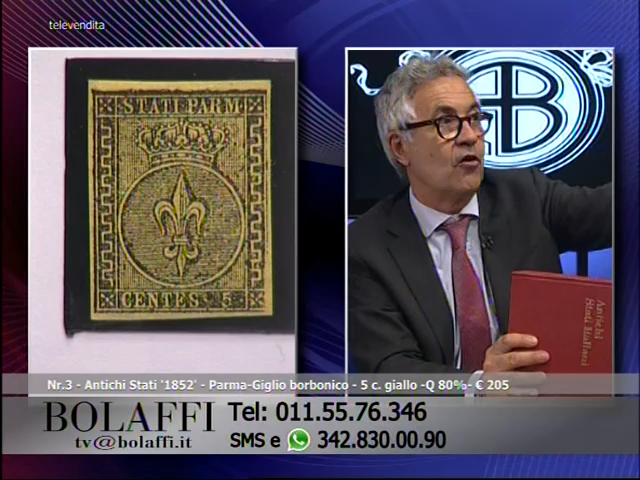 televendita
STATI PARM
CENTES. 5
B
Antichi
Stati Italiani
Nr.3 - Antichi Stati '1852' - Parma-Giglio borbonico - 5 c. giallo -Q 80%- € 205
BOLAFFI
tv@bolaffi.it
Tel: 011.55.76.346
SMS e 342.830.00.90